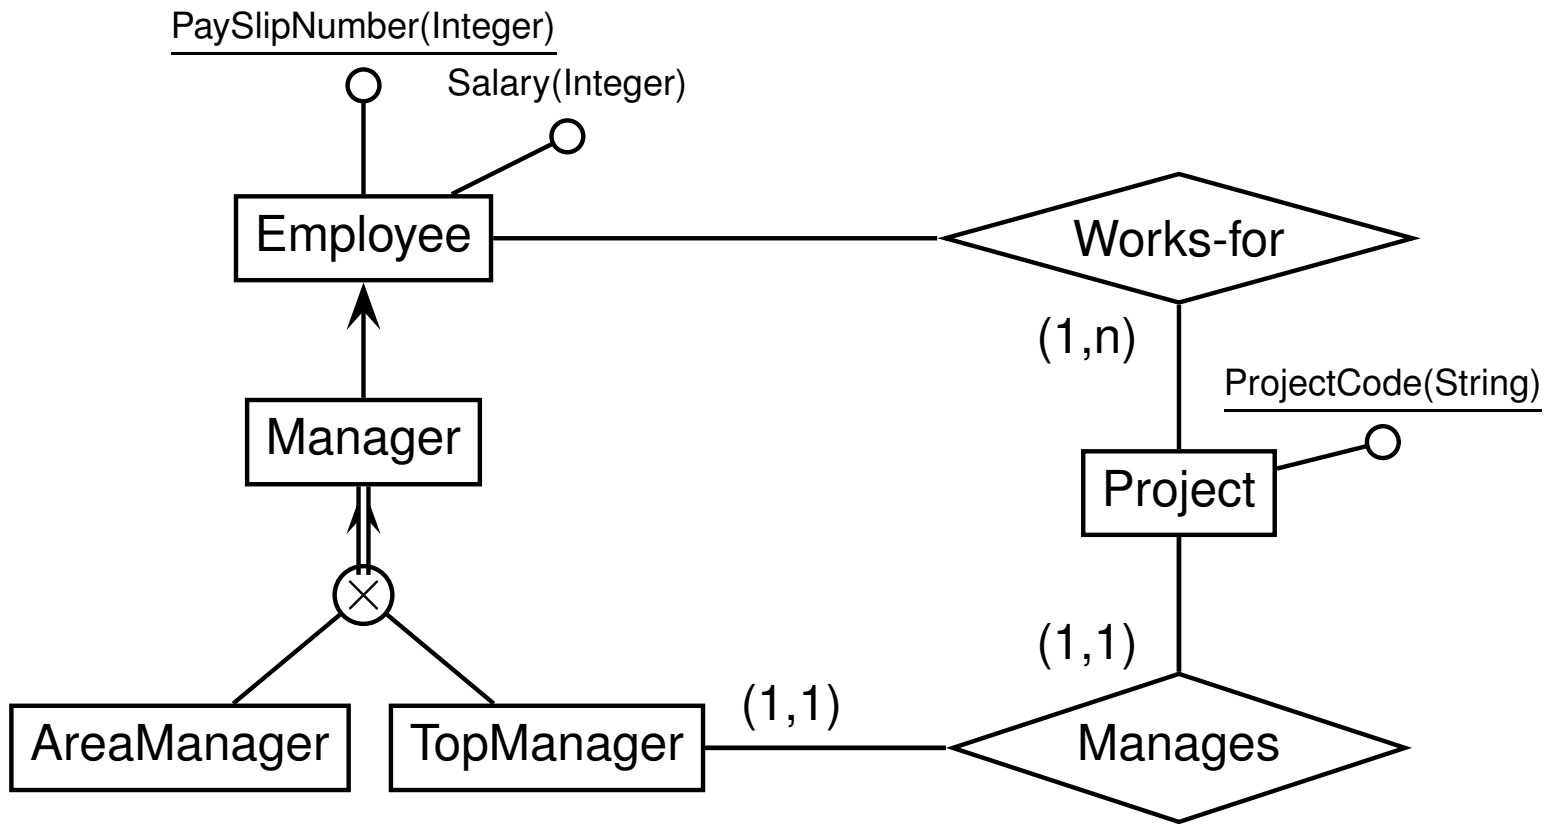 PaySlipNumber(Integer)
Salary(Integer)
Employee
Works-for
(1,n)
ProjectCode(String)
Manager
Project
(1,1)
(1,1)
AreaManager
TopManager
Manages